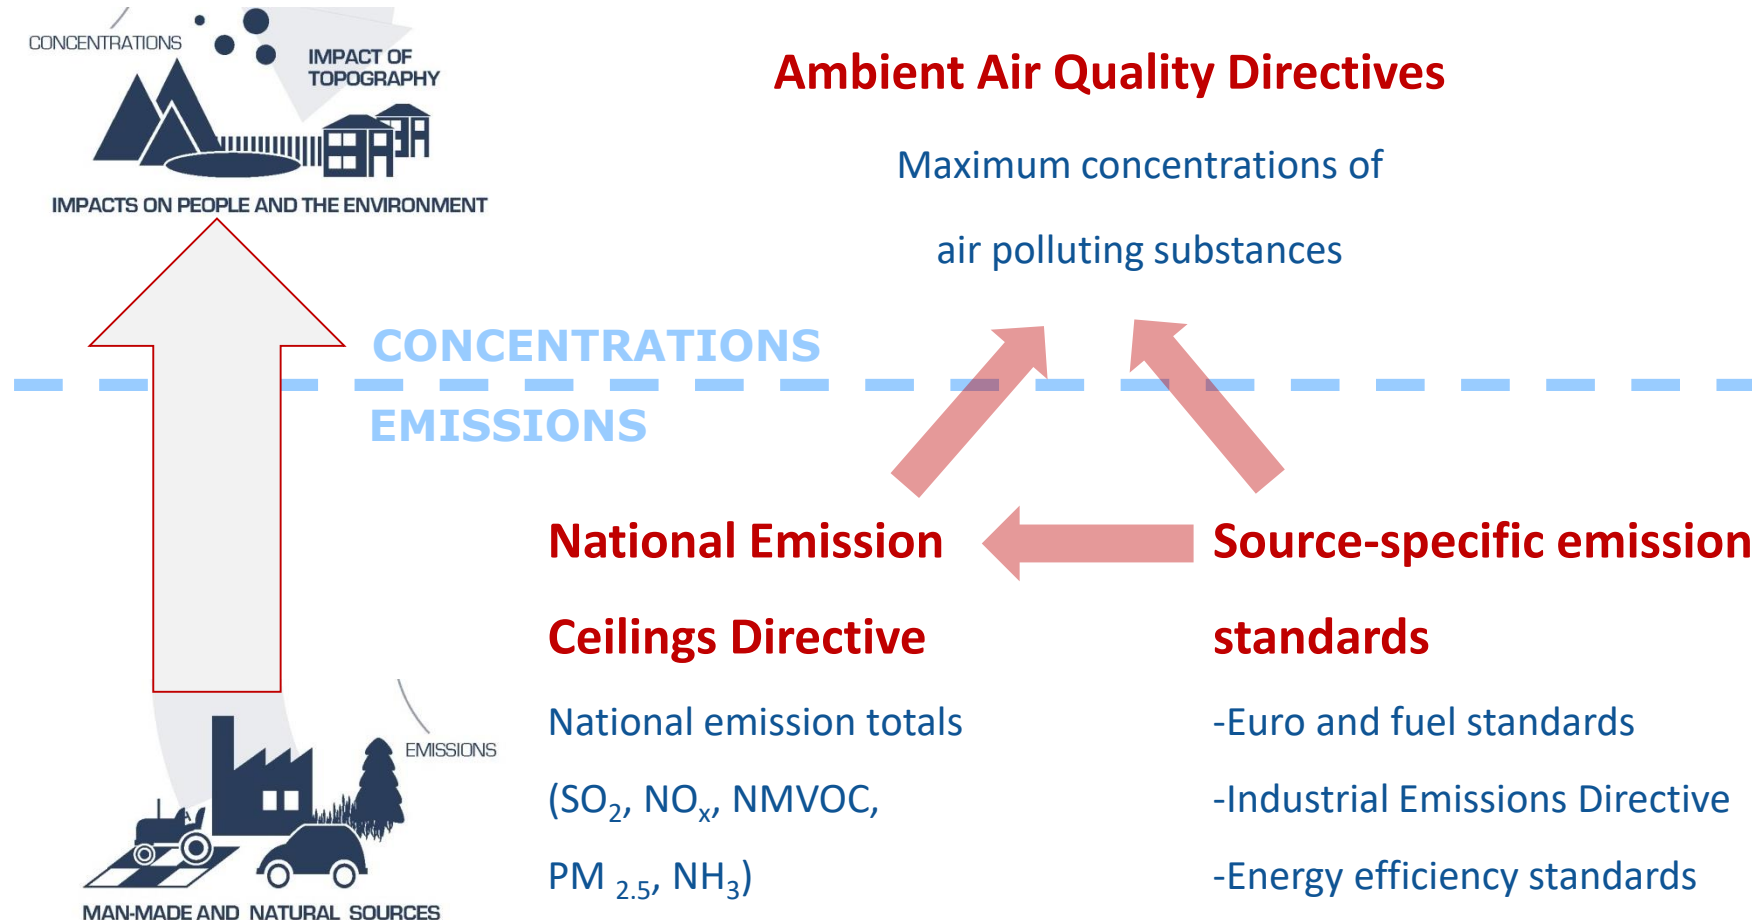 CONCENTRATIONS
IMPACT OF
TOPOGRAPHY
IMPACTS ON PEOPLE AND THE ENVIRONMENT
Ambient Air Quality Directives
Maximum concentrations of
air polluting substances
CONCENTRATIONS
EMISSIONS
National Emission
Ceilings Directive
National emission totals
(SO₂, NOₓ, NMVOC,
PM ₂.₅, NH₃)
Source-specific emission
standards
-Euro and fuel standards
-Industrial Emissions Directive
-Energy efficiency standards
EMISSIONS
MAN-MADE AND NATURAL SOURCES